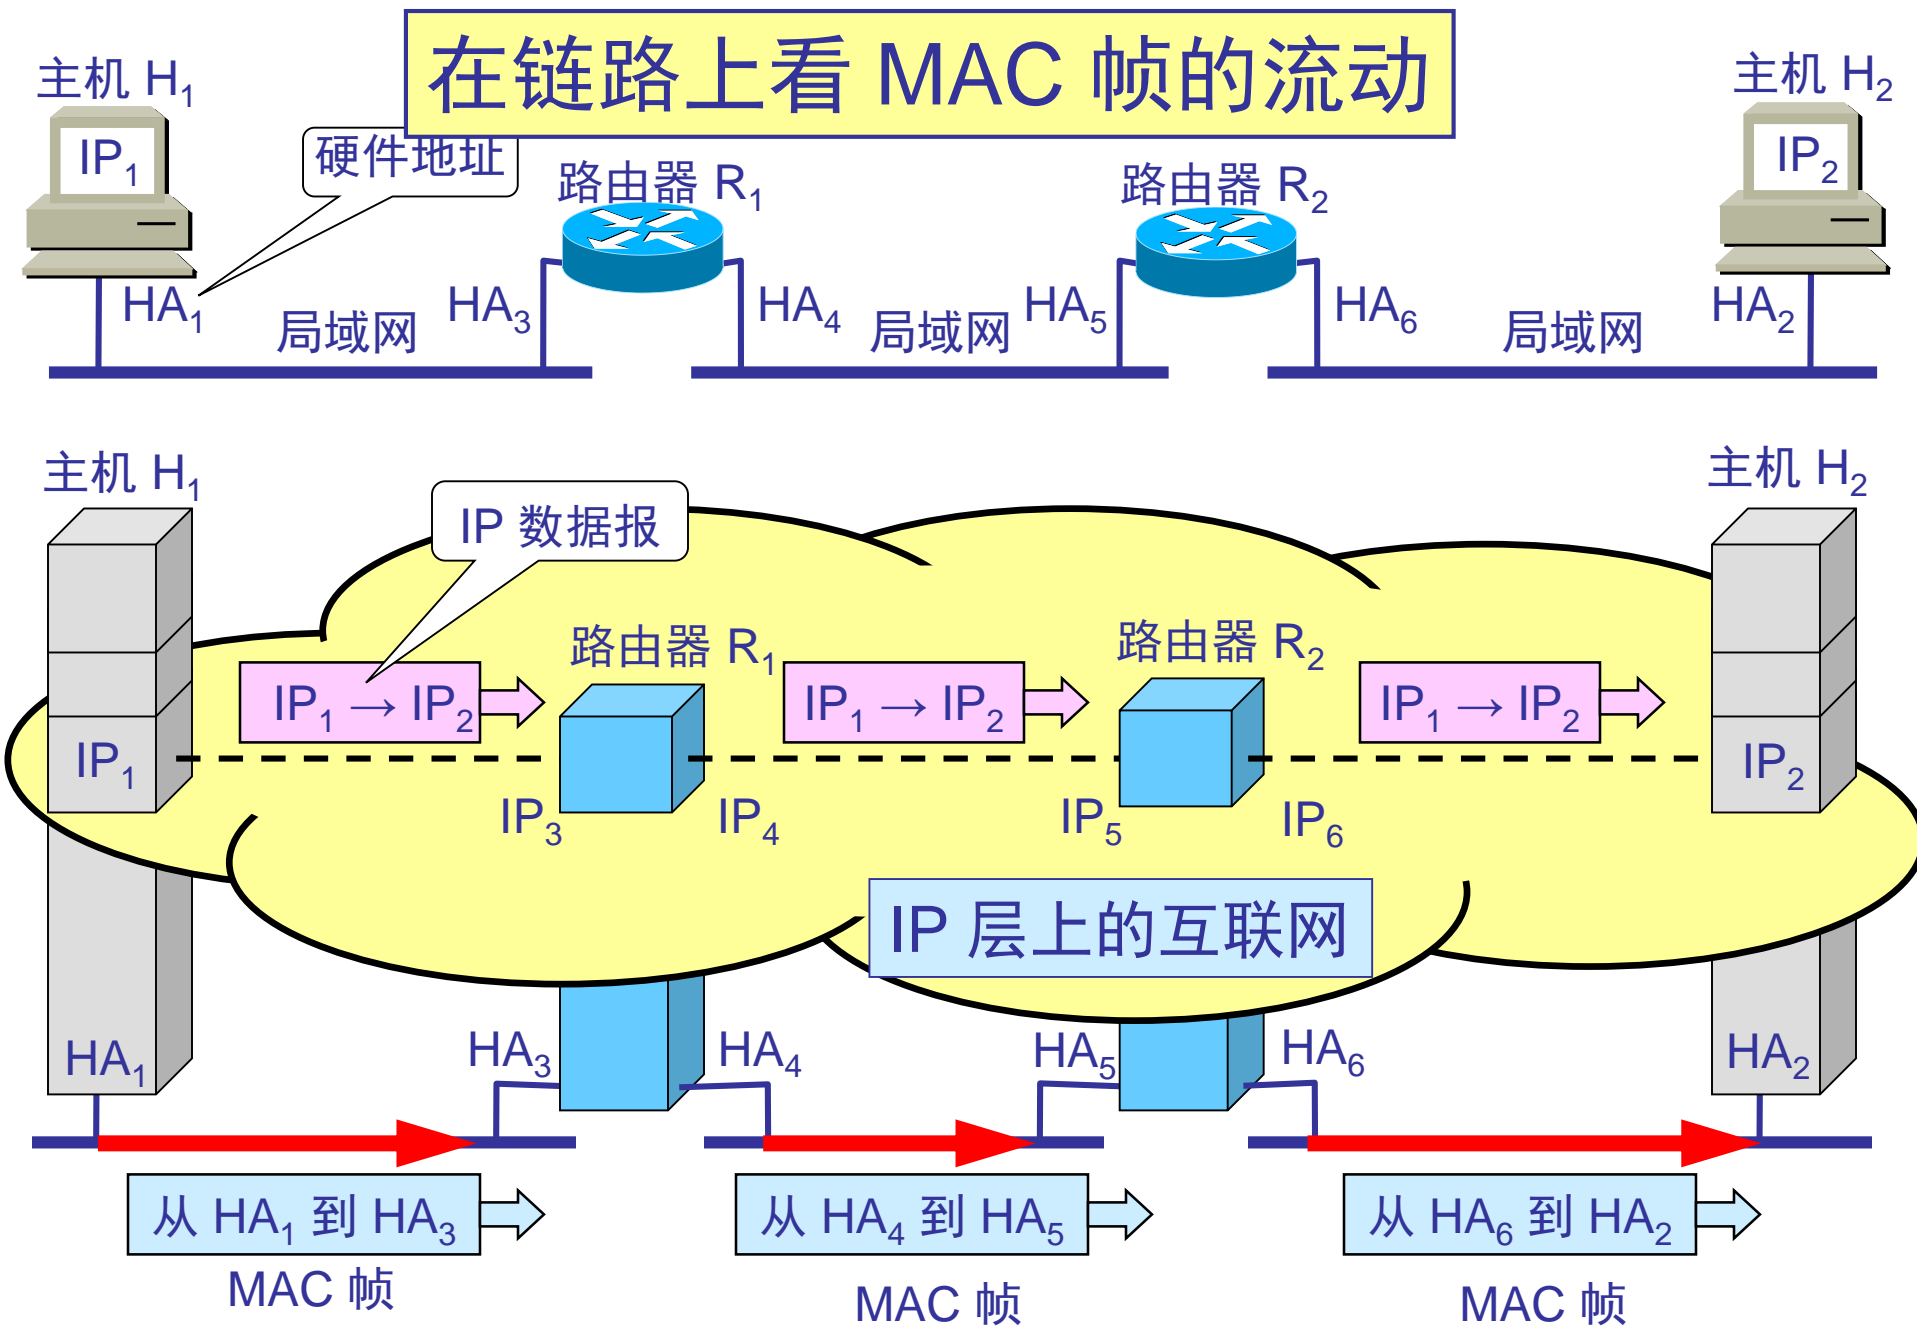 在链路上看 MAC 帧的流动
主机 H₁
主机 H₂
IP₁
硬件地址
路由器 R₁
路由器 R₂
IP₂
HA₁
局域网
HA₃
HA₄
局域网
HA₅
HA₆
局域网
HA₂
主机 H₁
主机 H₂
IP 数据报
路由器 R₁
路由器 R₂
IP₁ → IP₂
IP₁ → IP₂
IP₁ → IP₂
IP₁
IP₂
IP₃
IP₄
IP₅
IP₆
IP 层上的互联网
HA₁
HA₃
HA₄
HA₅
HA₆
HA₂
从 HA₁ 到 HA₃
从 HA₄ 到 HA₅
从 HA₆ 到 HA₂
MAC 帧
MAC 帧
MAC 帧